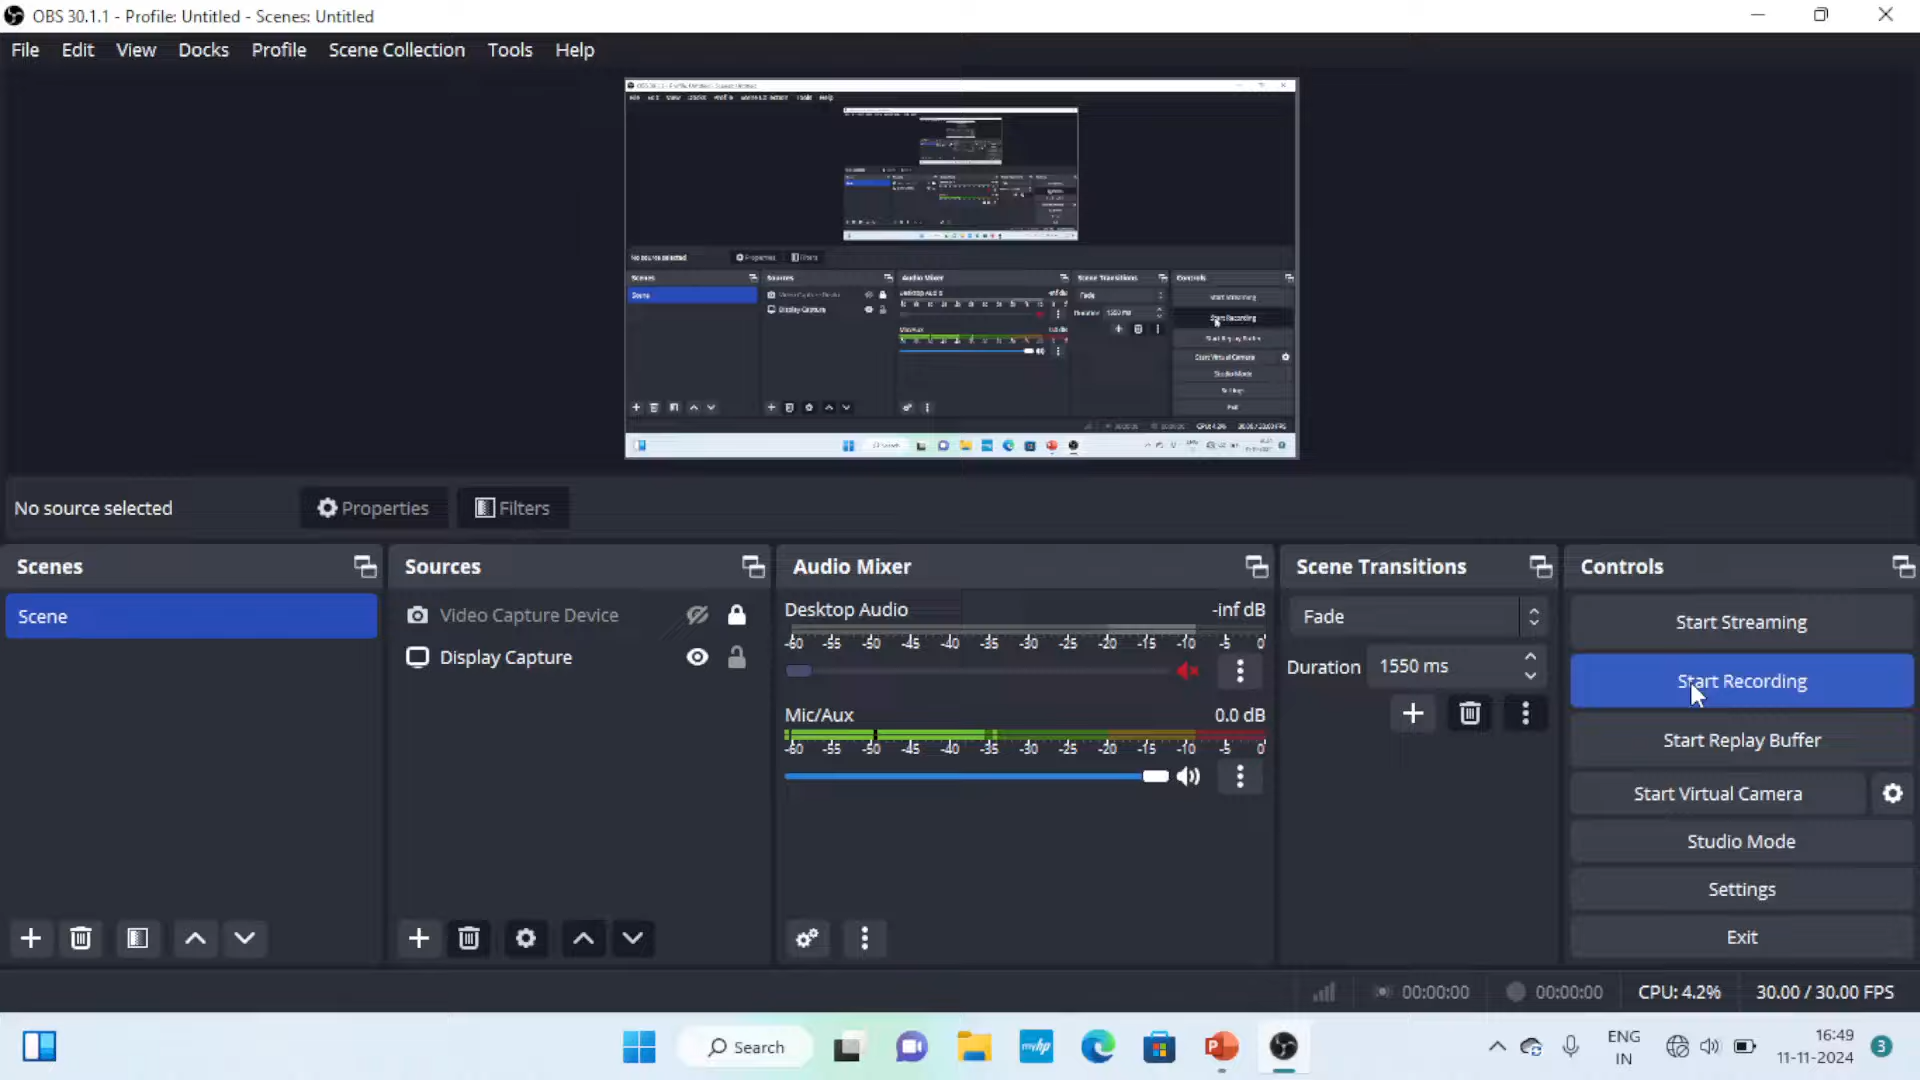 OBS 30.1.1 - Profile: Untitled - Scenes: Untitled
File Edit View Docks Profile Scene Collection Tools Help
No source selected Properties Filters
Scenes
Scene
Sources
Video Capture Device
Display Capture
Audio Mixer
Desktop Audio -inf dB
-60 -55 -50 -45 -40 -35 -30 -25 -20 -15 -10 -5 0
Mic/Aux 0.0 dB
-60 -55 -50 -45 -40 -35 -30 -25 -20 -15 -10 -5 0
Scene Transitions
Fade
Duration 1550 ms
Controls
Start Streaming
Start Recording
Start Replay Buffer
Start Virtual Camera
Studio Mode
Settings
Exit
00:00:00 00:00:00 CPU: 4.2% 30.00 / 30.00 FPS
Search
myhp
ENG
IN
16:49
11-11-2024
3